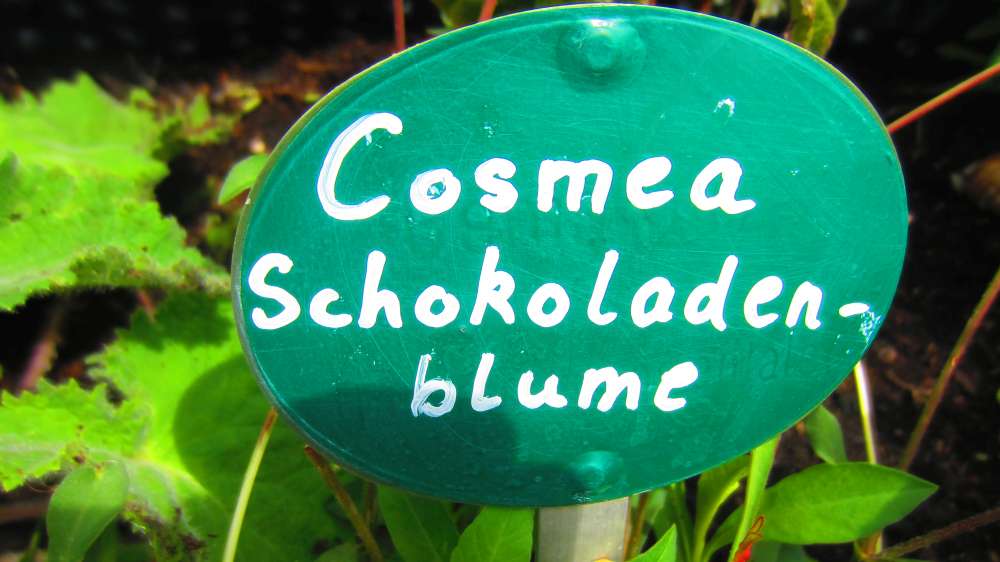 Cosmea
Schokoladen-
blume